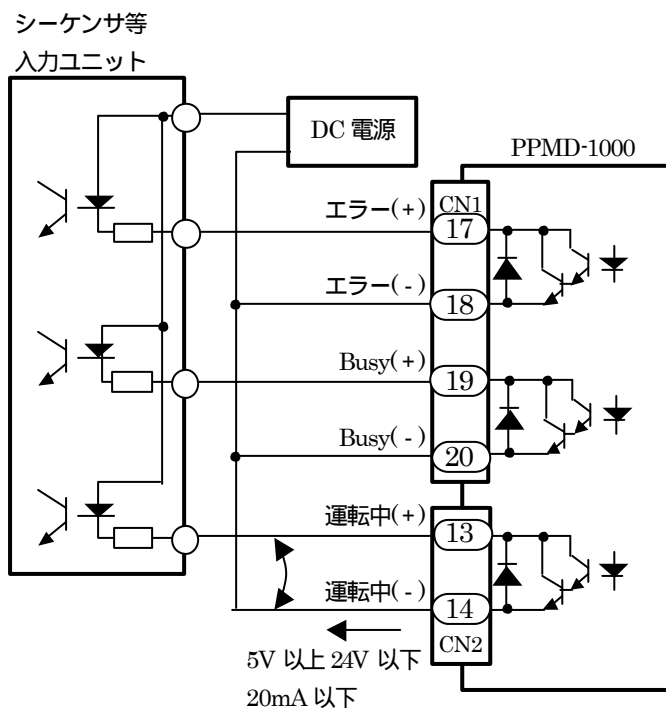 シーケンサ等
入力ユニット
DC 電源
PPMD-1000
CN1
エラー(+)
17
エラー(-)
18
Busy(+)
19
Busy(-)
20
運転中(+)
13
運転中(-)
14
CN2
5V 以上 24V 以下
20mA 以下